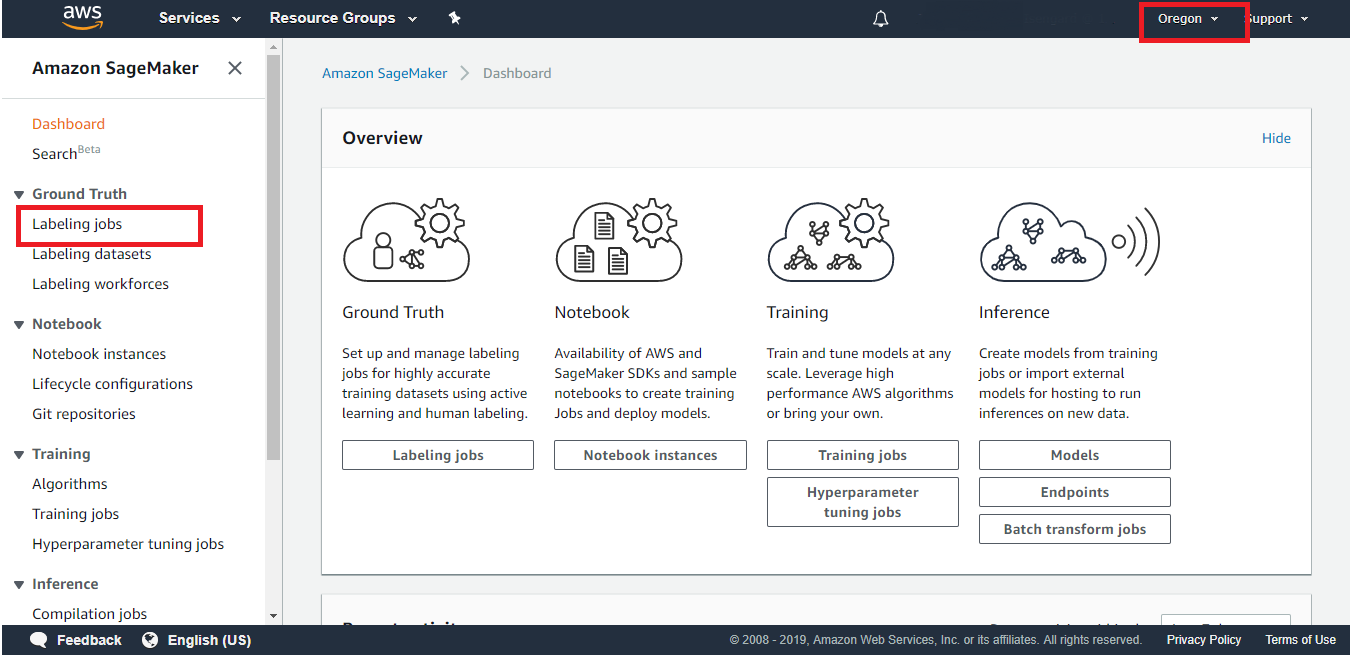 aws
Services
Resource Groups
Oregon
Support
Amazon SageMaker
Dashboard
Search Beta
Ground Truth
Labeling jobs
Labeling datasets
Labeling workforces
Notebook
Notebook instances
Lifecycle configurations
Git repositories
Training
Algorithms
Training jobs
Hyperparameter tuning jobs
Inference
Compilation jobs
Amazon SageMaker
Dashboard
Overview
Hide
Ground Truth
Set up and manage labeling
jobs for highly accurate
training datasets using active
learning and human labeling.
Labeling jobs
Notebook
Availability of AWS and
SageMaker SDKs and sample
notebooks to create training
Jobs and deploy models.
Notebook instances
Training
Train and tune models at any
scale. Leverage high
performance AWS algorithms
or bring your own.
Training jobs
Hyperparameter
tuning jobs
Inference
Create models from training
jobs or import external
models for hosting to run
inferences on new data.
Models
Endpoints
Batch transform jobs
Feedback
English (US)
© 2008 - 2019, Amazon Web Services, Inc. or its affiliates. All rights reserved.
Privacy Policy
Terms of Use